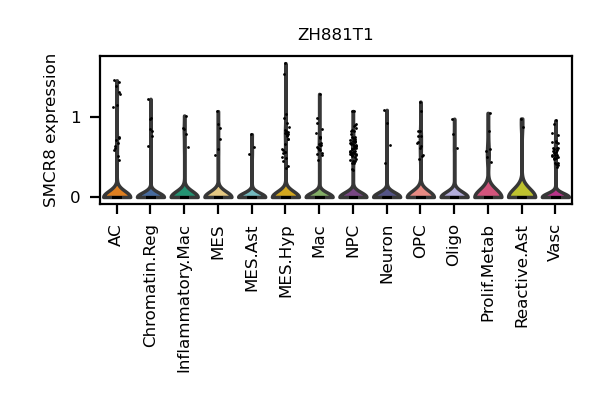 ZH881T1
SMCR8 expression
1
0
AC
Chromatin.Reg
Inflammatory.Mac
MES
MES.Ast
MES.Hyp
Mac
NPC
Neuron
OPC
Oligo
Prolif.Metab
Reactive.Ast
Vasc